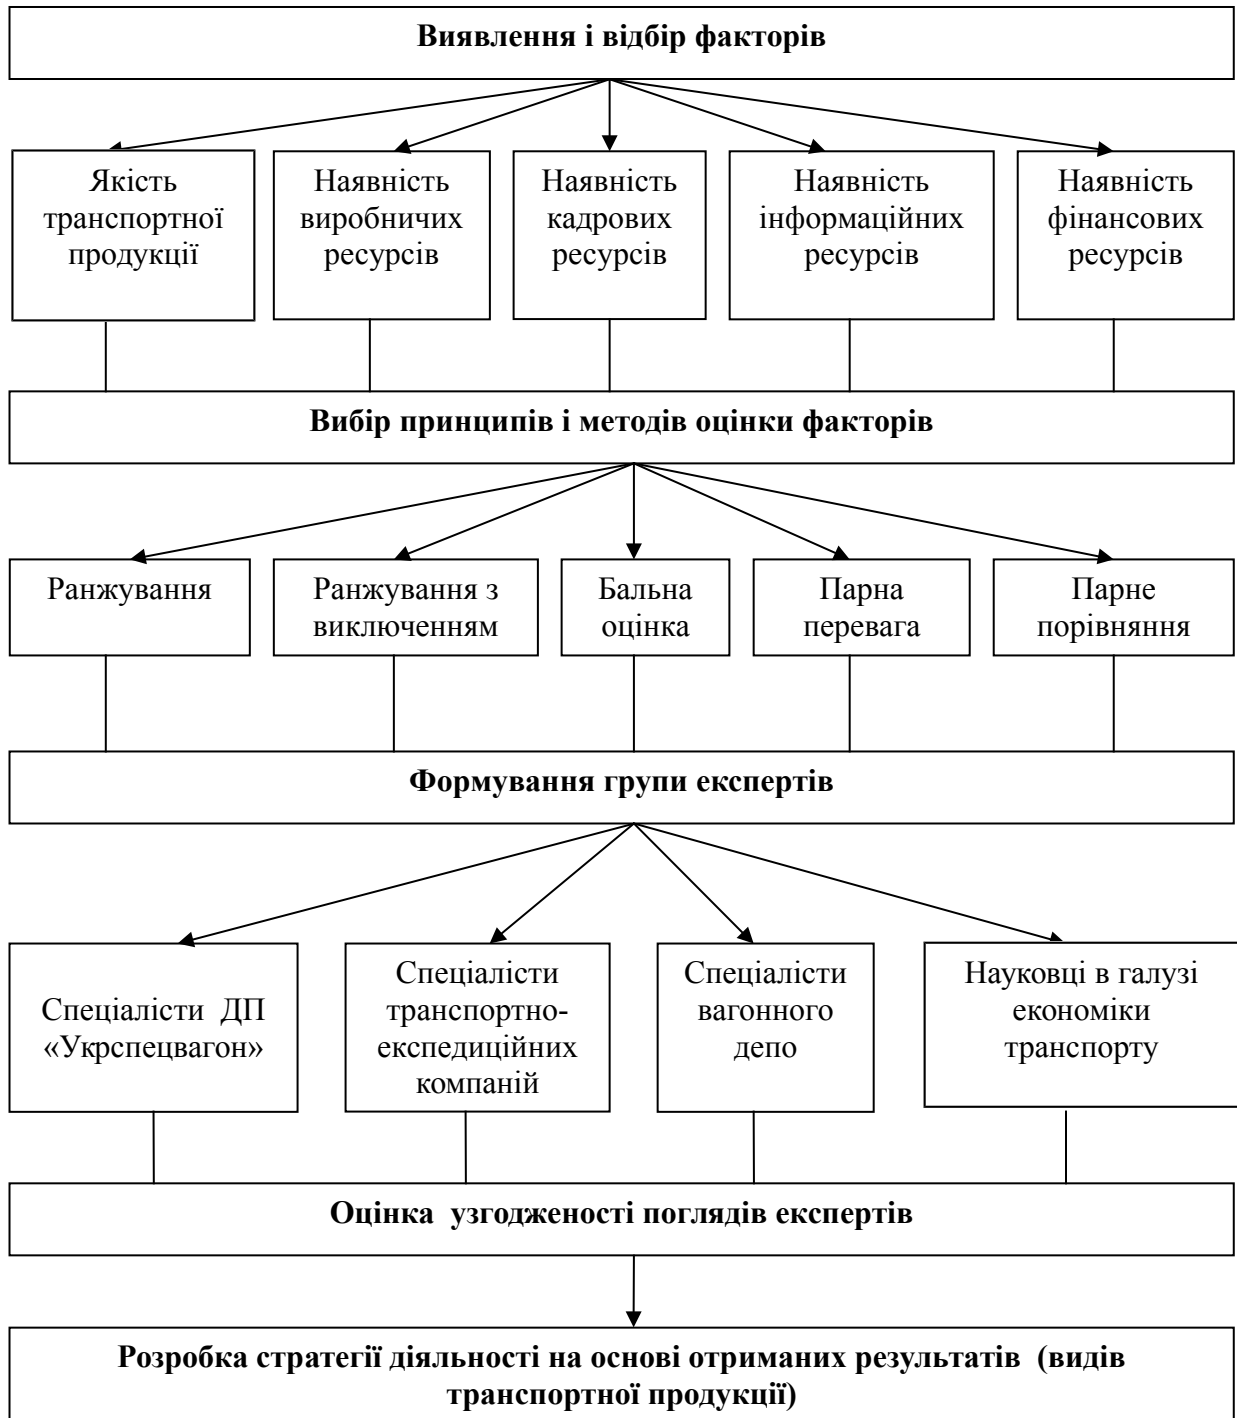 Виявлення і відбір факторів
Якість
транспортної
продукції
Наявність
виробничих
ресурсів
Наявність
кадрових
ресурсів
Наявність
інформаційних
ресурсів
Наявність
фінансових
ресурсів
Вибір принципів і методів оцінки факторів
Ранжування
Ранжування з
виключенням
Бальна
оцінка
Парна
перевага
Парне
порівняння
Формування групи експертів
Спеціалісти ДП
«Укрспецвагон»
Спеціалісти
транспортно-
експедиційних
компаній
Спеціалісти
вагонного
депо
Науковці в галузі
економіки
транспорту
Оцінка узгодженості поглядів експертів
Розробка стратегії діяльності на основі отриманих результатів (видів
транспортної продукції)